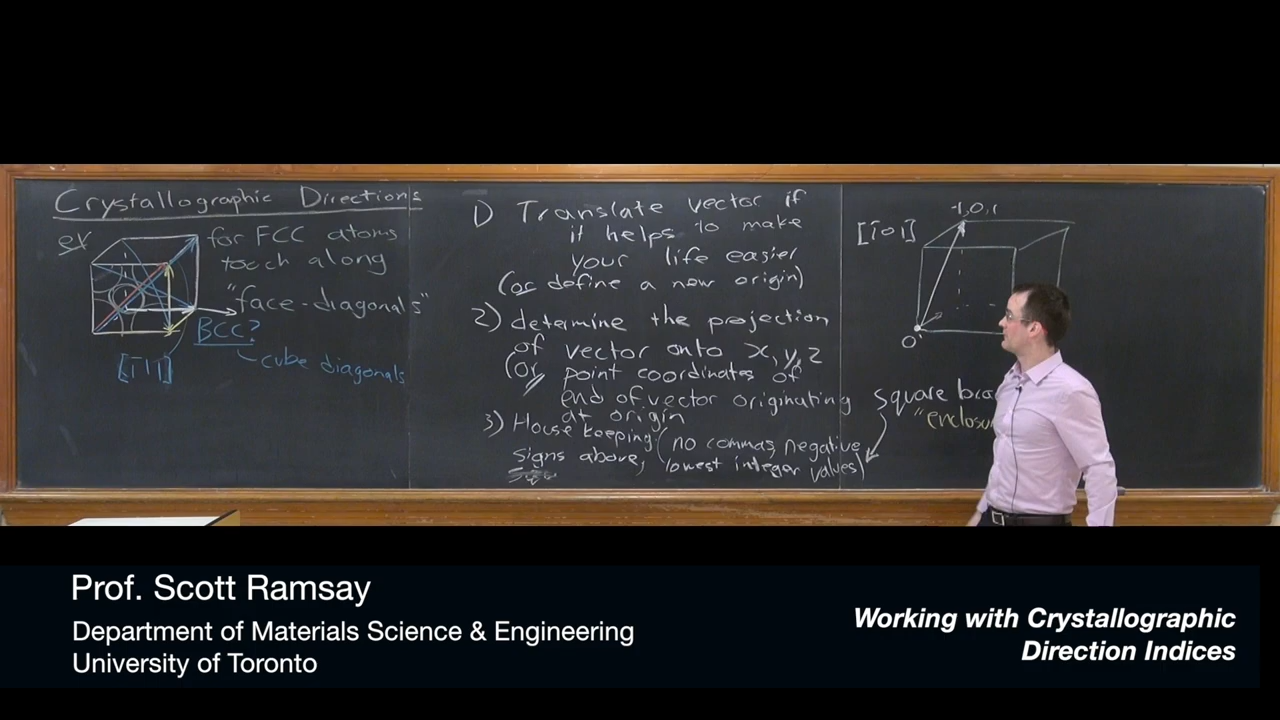 Crystallographic Directions
ex
for FCC atoms
touch along
"face-diagonals"
BCC?
cube diagonals
[1̄11]
1) Translate vector if
it helps to make
your life easier
(or define a new origin)
2) determine the projection
of vector onto x, y, z
(or point coordinates of
end of vector originating
at origin
3) House keeping (no commas, negative
signs above, lowest integer values)
[1̄01]
-1,0,1
O'
square
"enclosu
Prof. Scott Ramsay
Department of Materials Science & Engineering
University of Toronto
Working with Crystallographic
Direction Indices